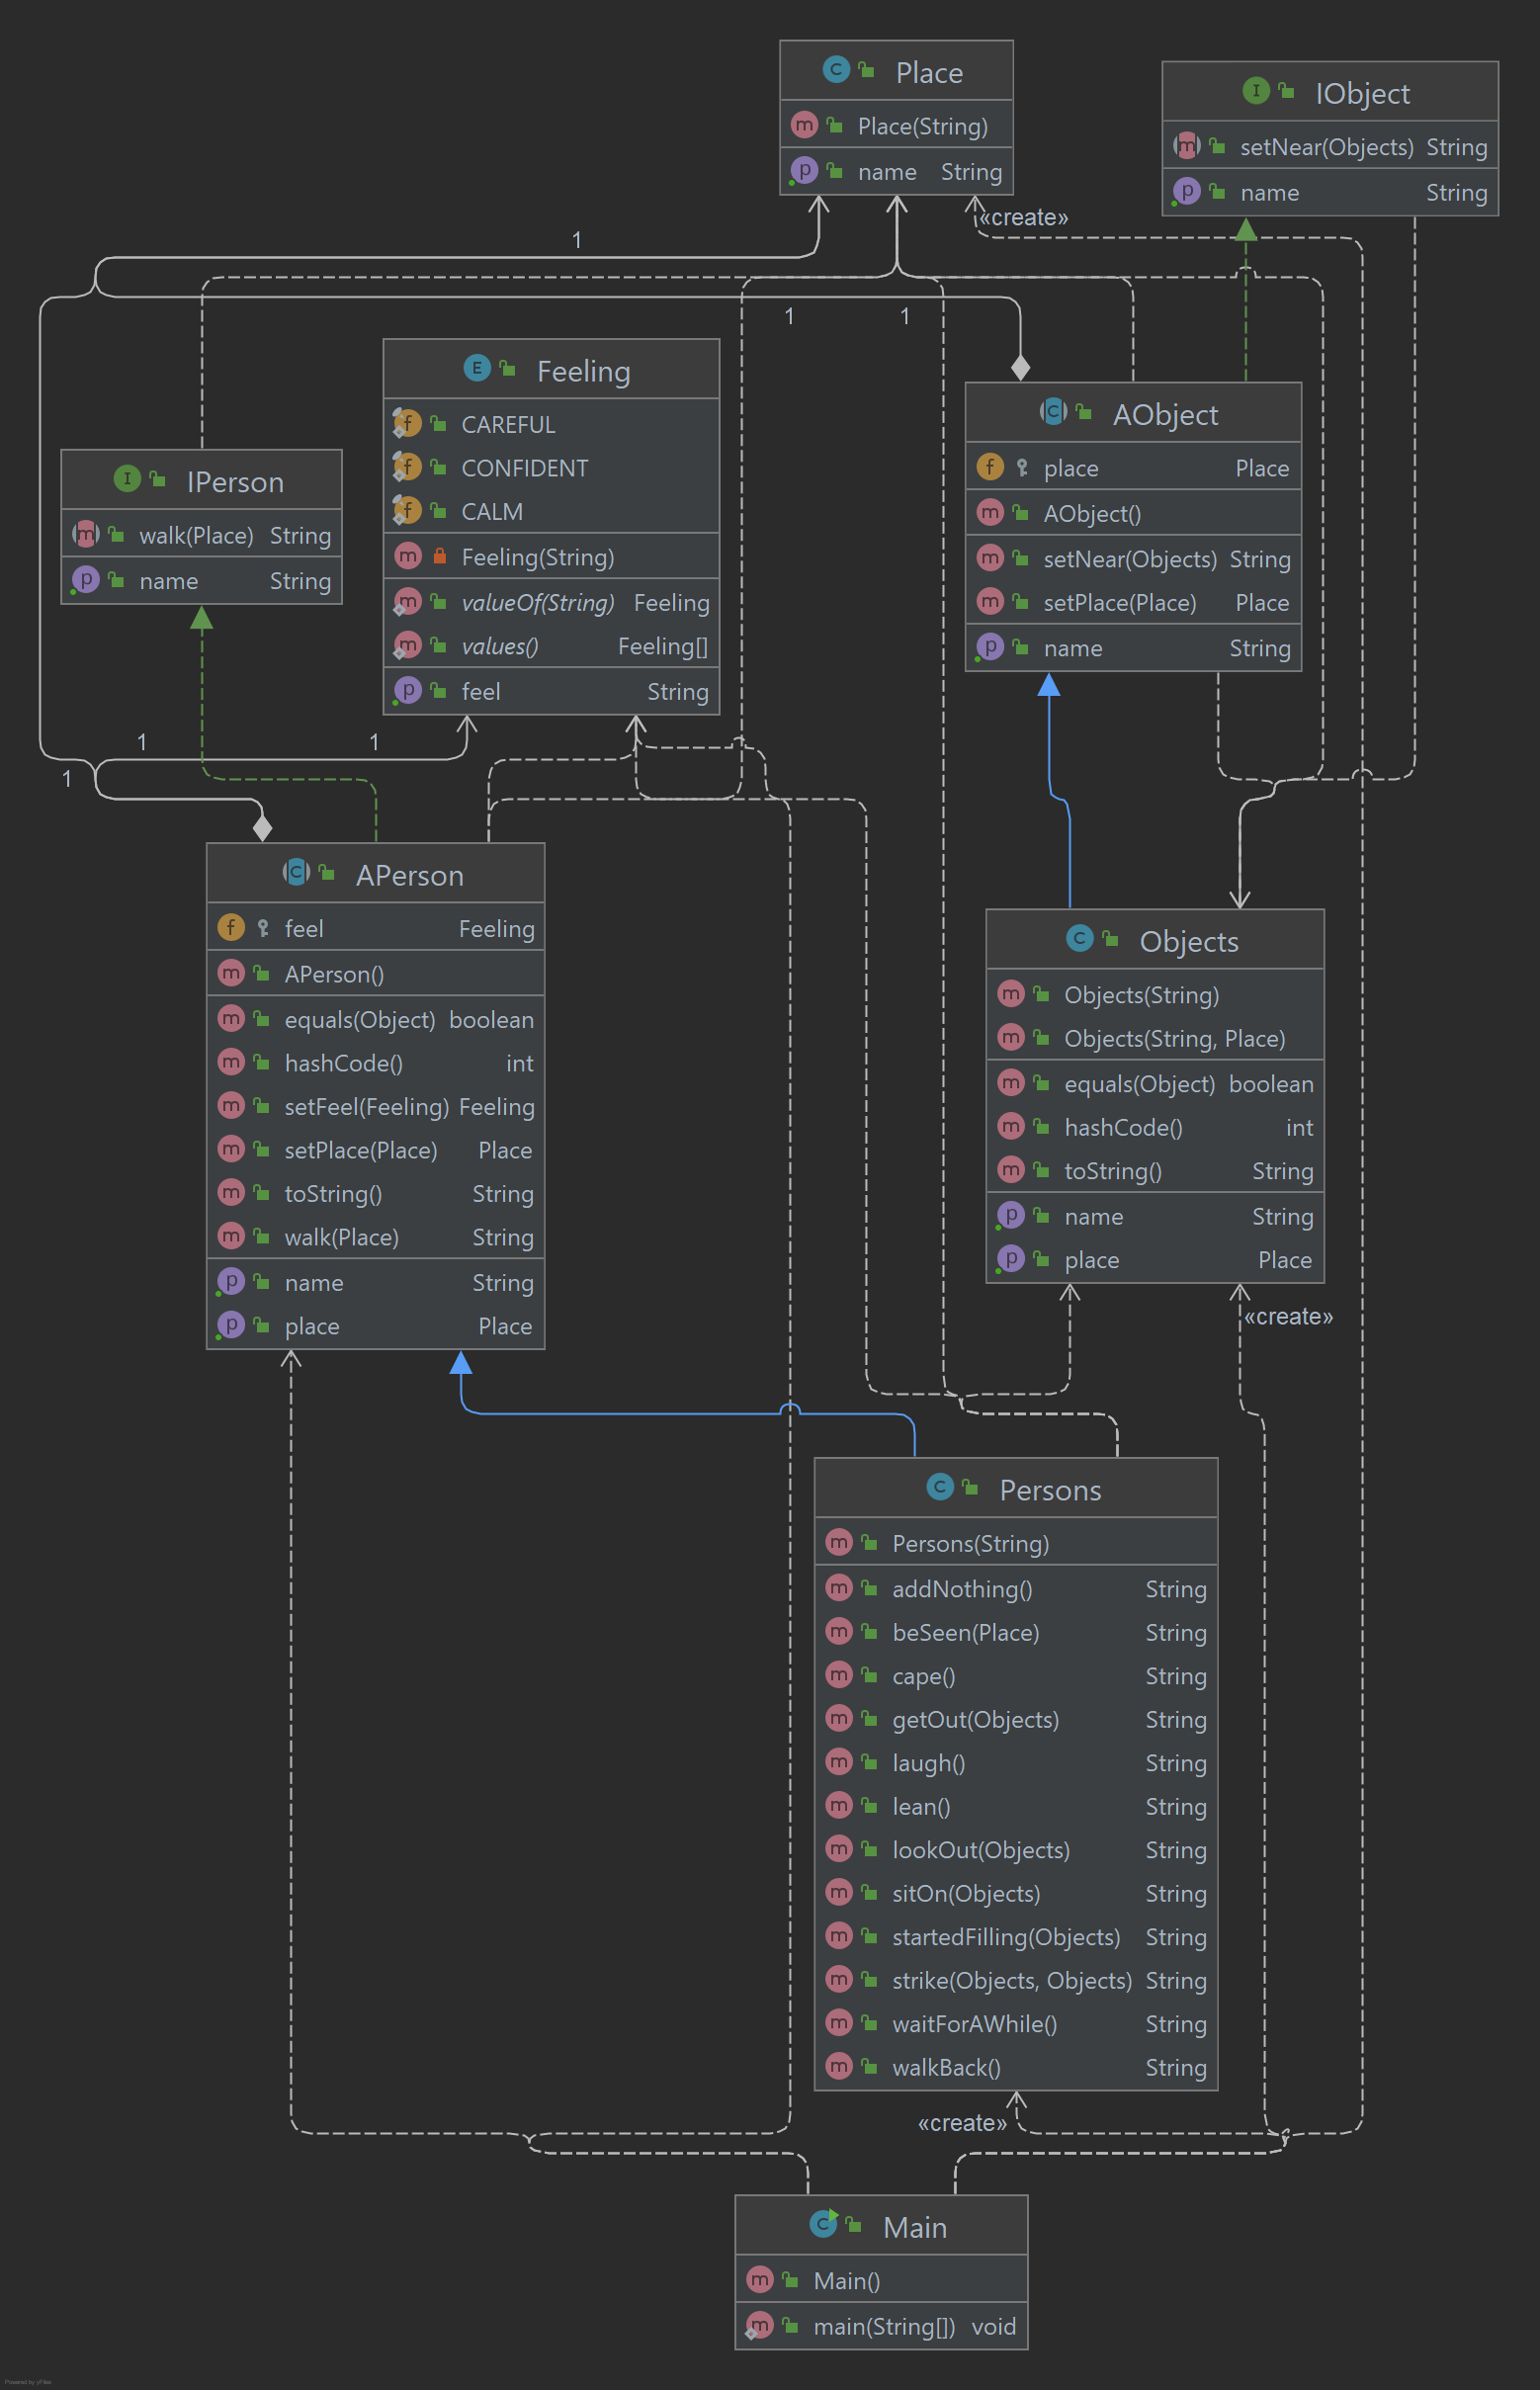 Place
Place(String)
name String
IObject
setNear(Objects) String
name String
«create»
1
1
1
Feeling
CAREFUL
CONFIDENT
CALM
Feeling(String)
valueOf(String) Feeling
values() Feeling[]
feel String
AObject
place Place
AObject()
setNear(Objects) String
setPlace(Place) Place
name String
IPerson
walk(Place) String
name String
1
1
1
APerson
feel Feeling
APerson()
equals(Object) boolean
hashCode() int
setFeel(Feeling) Feeling
setPlace(Place) Place
toString() String
walk(Place) String
name String
place Place
Objects
Objects(String)
Objects(String, Place)
equals(Object) boolean
hashCode() int
toString() String
name String
place Place
«create»
Persons
Persons(String)
addNothing() String
beSeen(Place) String
cape() String
getOut(Objects) String
laugh() String
lean() String
lookOut(Objects) String
sitOn(Objects) String
startedFilling(Objects) String
strike(Objects, Objects) String
waitForAWhile() String
walkBack() String
«create»
Main
Main()
main(String[]) void
Powered by yFiles